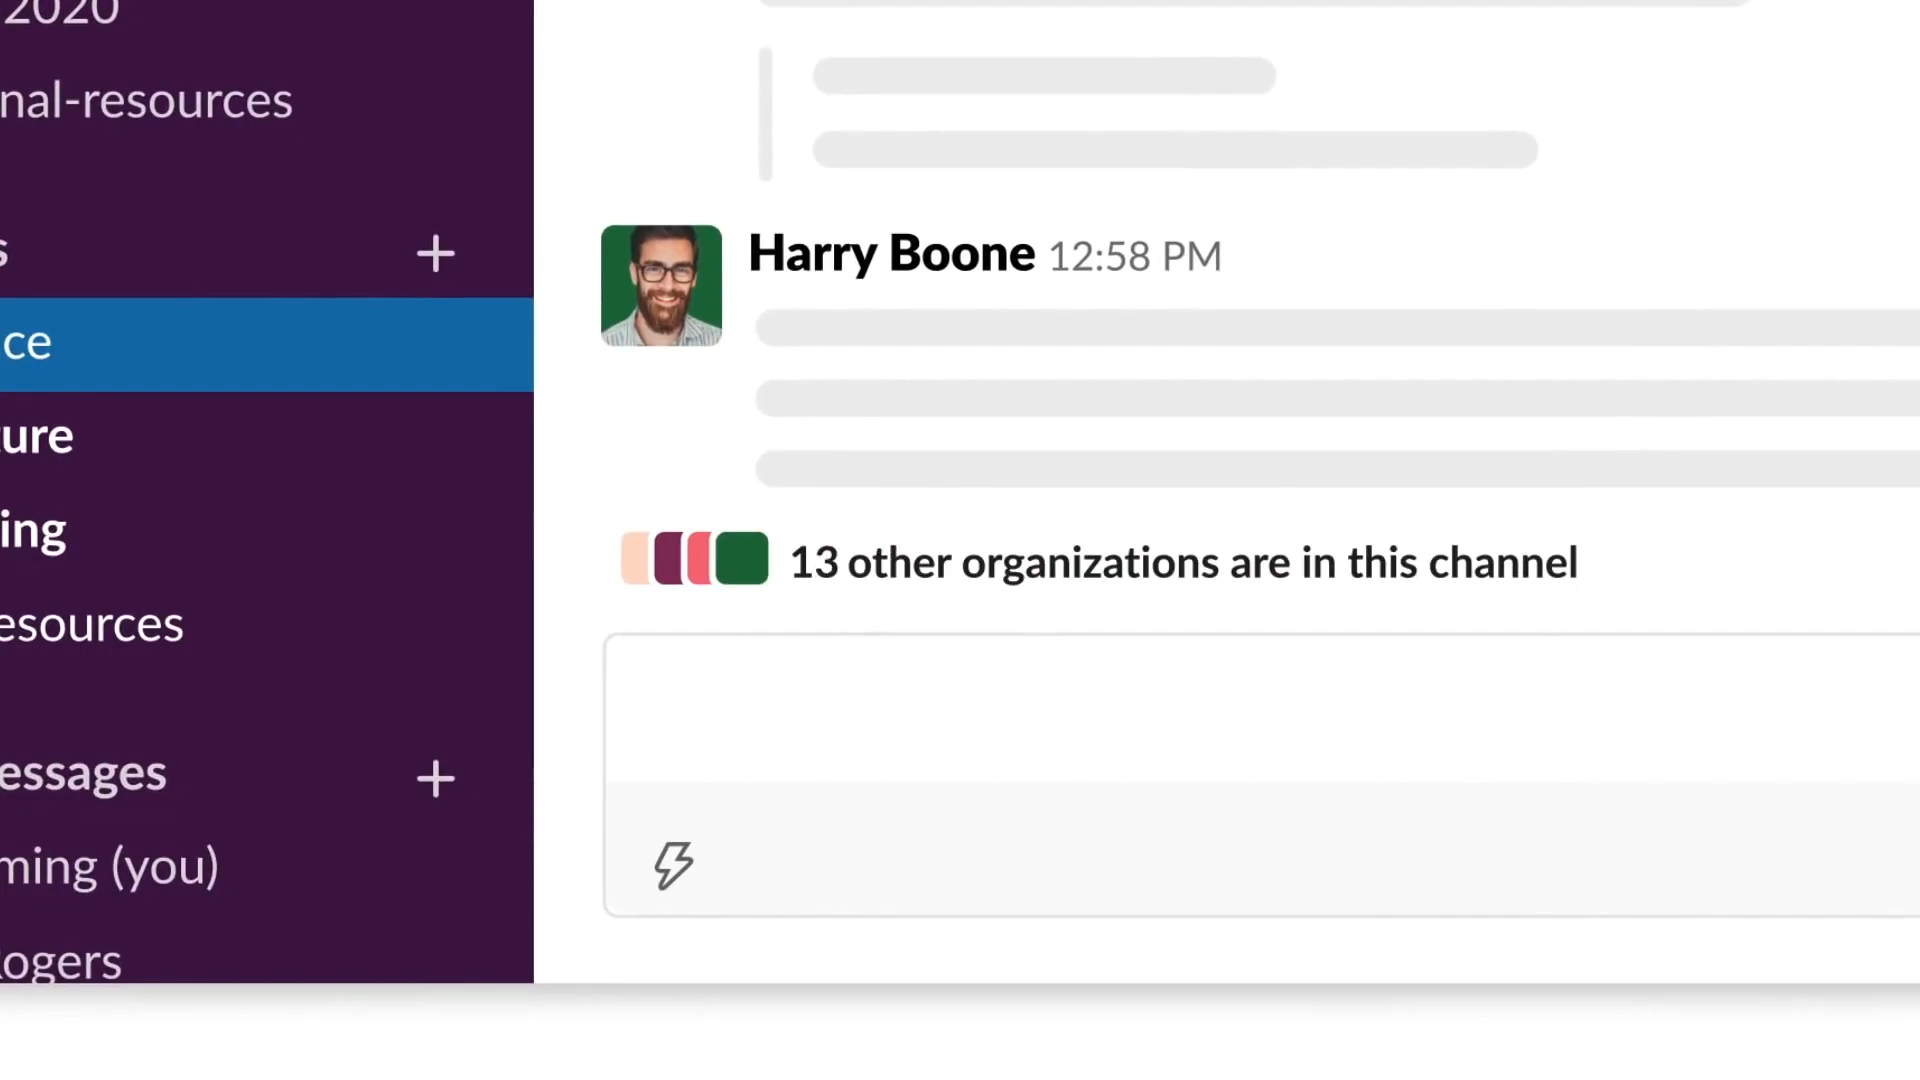 2020
nal-resources
s
ce
ture
ing
esources
essages
ming (you)
ogers
Harry Boone 12:58 PM
13 other organizations are in this channel